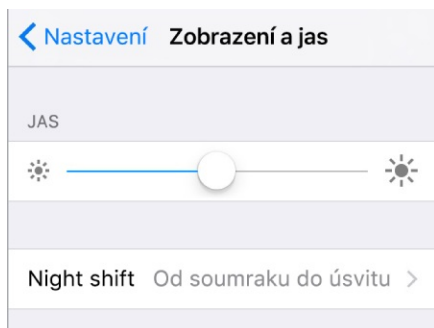 Nastavení Zobrazení a jas
JAS
Night shift Od soumraku do úsvitu